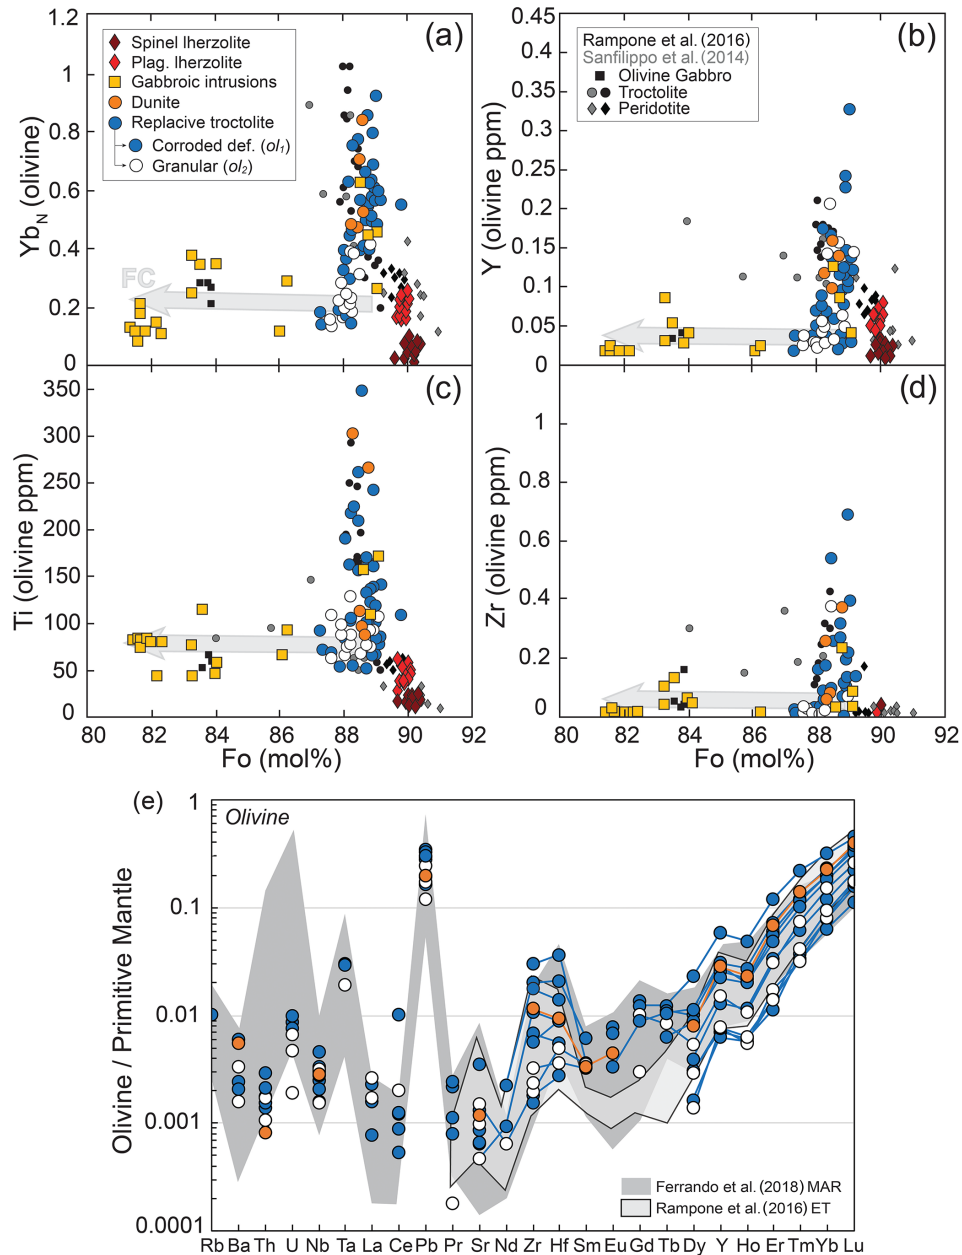 (a)
1.2
1
0.8
0.6
0.4
0.2
0
Yb_N (olivine)
Spinel lherzolite
Plag. lherzolite
Gabbroic intrusions
Dunite
Replacive troctolite
Corroded def. (ol₁)
Granular (ol₂)
FC
(b)
0.45
0.4
0.35
0.3
0.25
0.2
0.15
0.1
0.05
0
Y (olivine ppm)
Rampone et al. (2016)
Sanfilippo et al. (2014)
Olivine Gabbro
Troctolite
Peridotite
(c)
350
300
250
200
150
100
50
0
Ti (olivine ppm)
80 82 84 86 88 90 92
Fo (mol%)
(d)
1
0.8
0.6
0.4
0.2
0
Zr (olivine ppm)
80 82 84 86 88 90 92
Fo (mol%)
(e)
Olivine
1
0.1
0.01
0.001
0.0001
Olivine / Primitive Mantle
Ferrando et al. (2018) MAR
Rampone et al. (2016) ET
Rb Ba Th U Nb Ta La Ce Pb Pr Sr Nd Zr Hf Sm Eu Gd Tb Dy Y Ho Er Tm Yb Lu